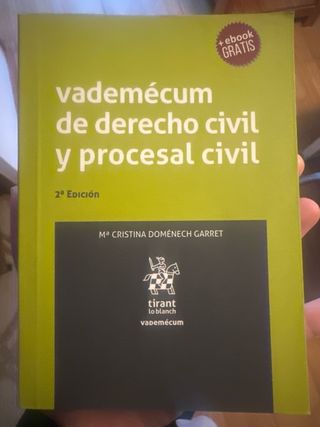 + ebook
GRATIS
vademécum
de derecho civil
y procesal civil
2ª EDICIÓN
Mª CRISTINA DOMÉNECH GARRET
tirant
lo blanch
vademécum